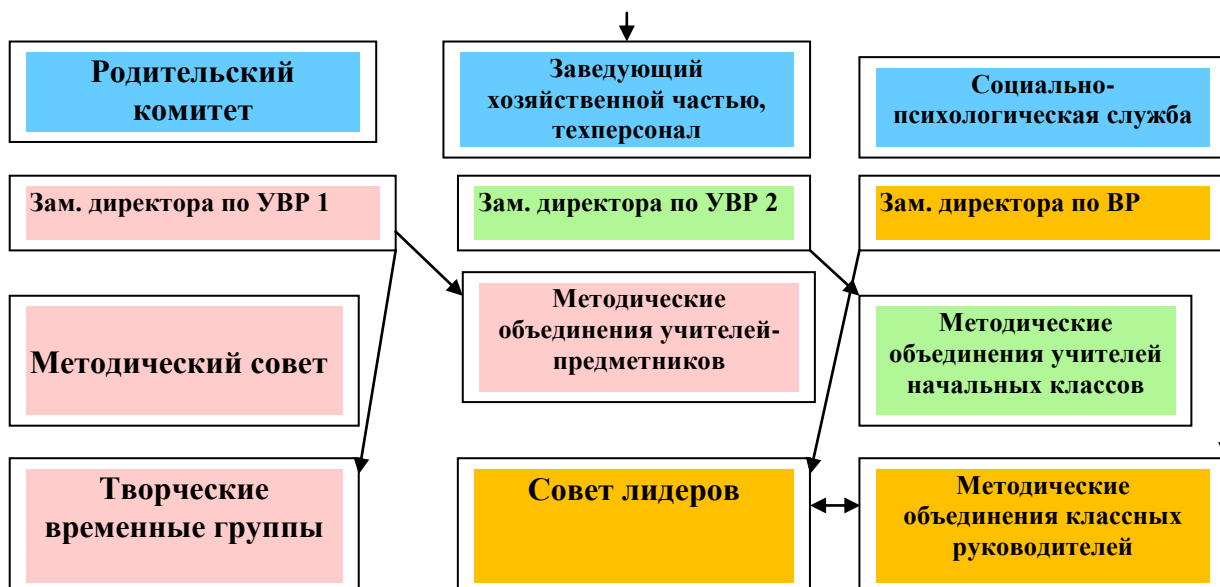 Родительский
комитет
Заведующий
хозяйственной частью,
техперсонал
Социально-
психологическая служба
Зам. директора по УВР 1
Зам. директора по УВР 2
Зам. директора по ВР
Методический совет
Методические
объединения учителей-
предметников
Методические
объединения учителей
начальных классов
Творческие
временные группы
Совет лидеров
Методические
объединения классных
руководителей